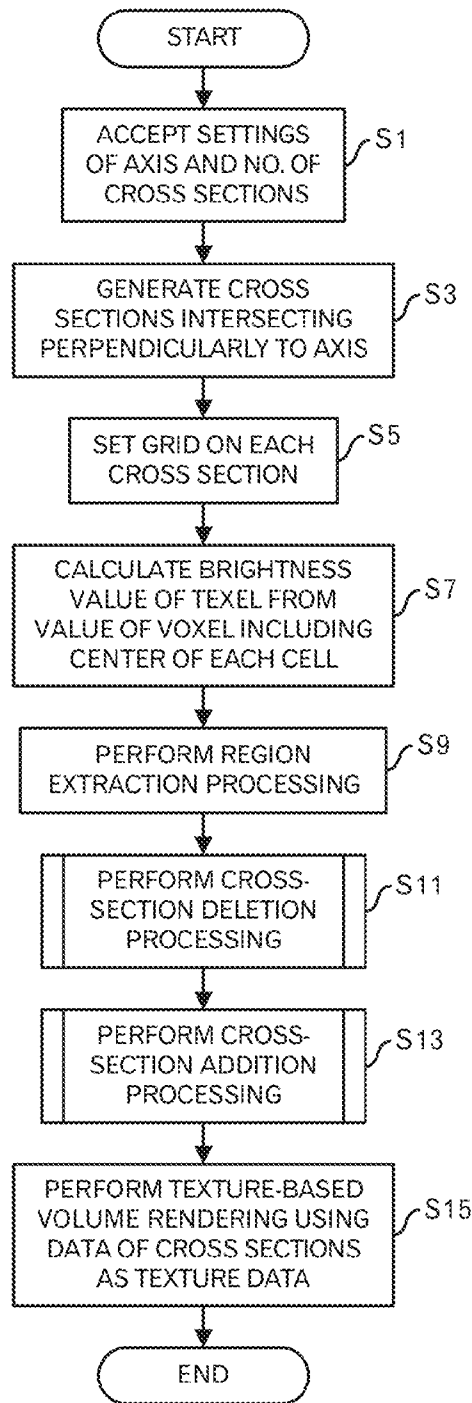 START
ACCEPT SETTINGS
OF AXIS AND NO. OF
CROSS SECTIONS
S1
GENERATE CROSS
SECTIONS INTERSECTING
PERPENDICULARLY TO AXIS
S3
SET GRID ON EACH
CROSS SECTION
S5
CALCULATE BRIGHTNESS
VALUE OF TEXEL FROM
VALUE OF VOXEL INCLUDING
CENTER OF EACH CELL
S7
PERFORM REGION
EXTRACTION PROCESSING
S9
PERFORM CROSS-
SECTION DELETION
PROCESSING
S11
PERFORM CROSS-
SECTION ADDITION
PROCESSING
S13
PERFORM TEXTURE-BASED
VOLUME RENDERING USING
DATA OF CROSS SECTIONS
AS TEXTURE DATA
S15
END